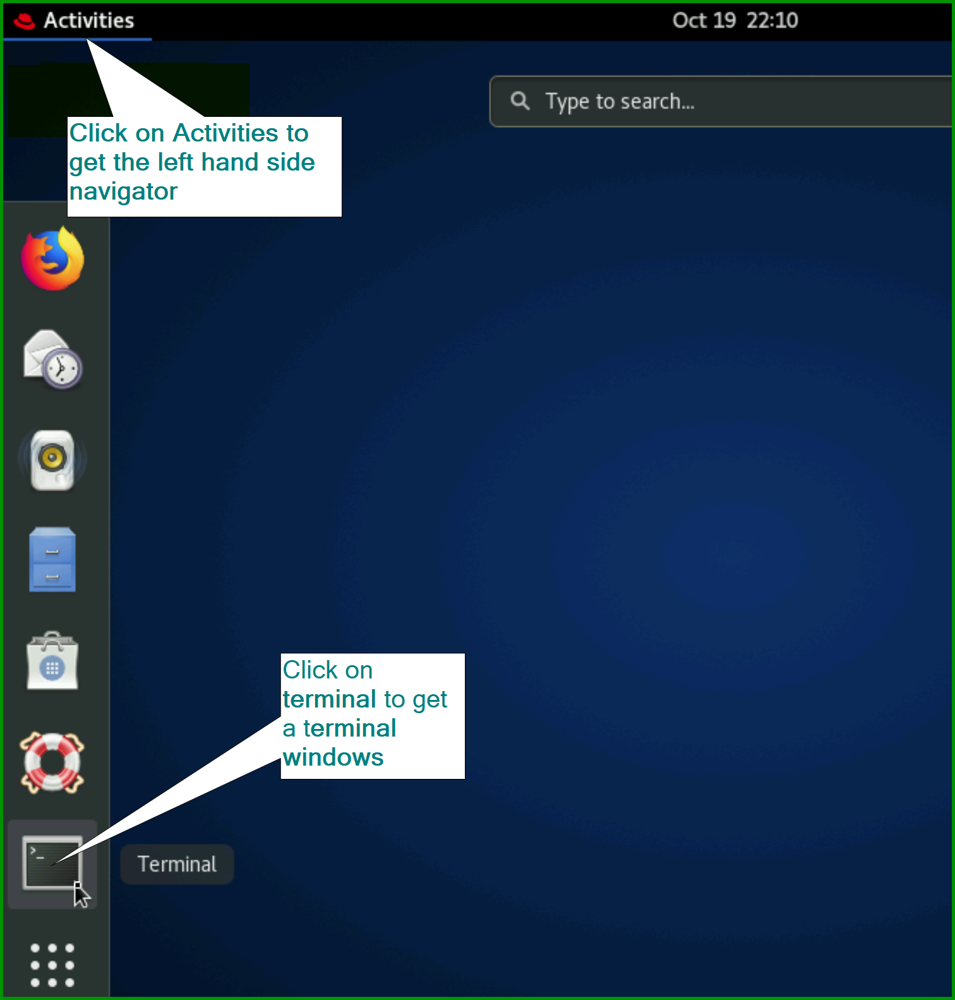 Activities
Oct 19 22:10
Type to search...
Click on Activities to
get the left hand side
navigator
Click on
terminal to get
a terminal
windows
>_
Terminal